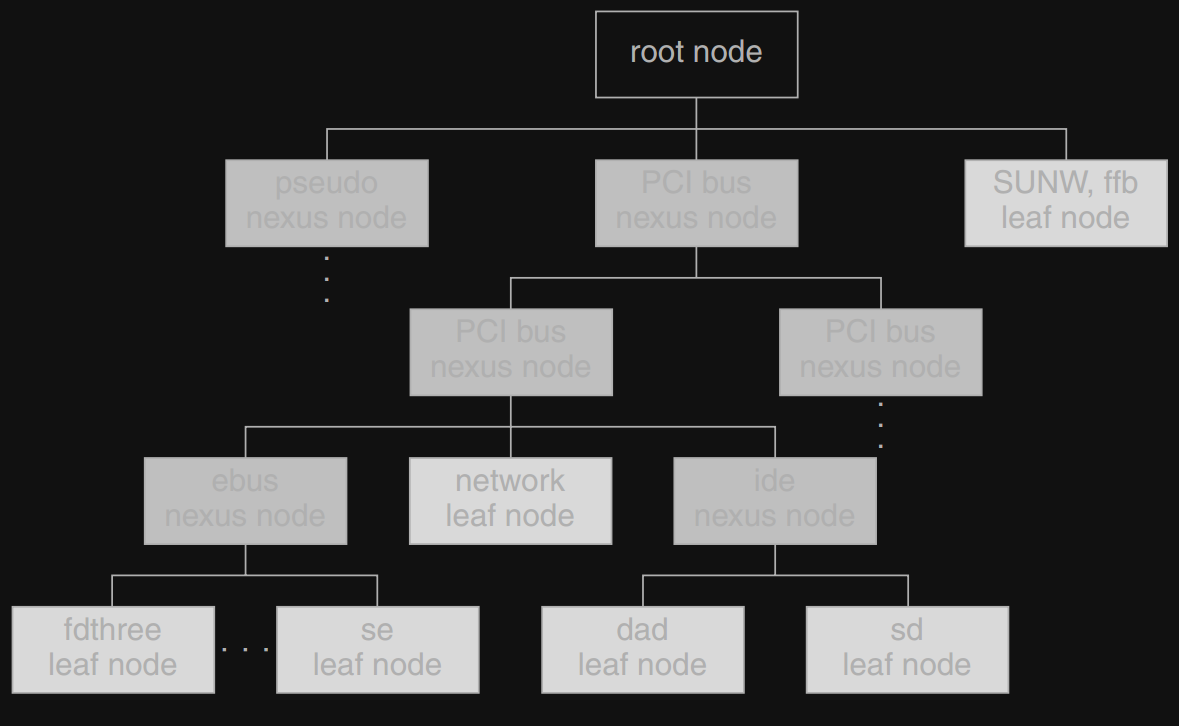 root node
pseudo
nexus node
PCI bus
nexus node
SUNW, ffb
leaf node
PCI bus
nexus node
PCI bus
nexus node
ebus
nexus node
network
leaf node
ide
nexus node
fdthree
leaf node
. . .
se
leaf node
dad
leaf node
sd
leaf node